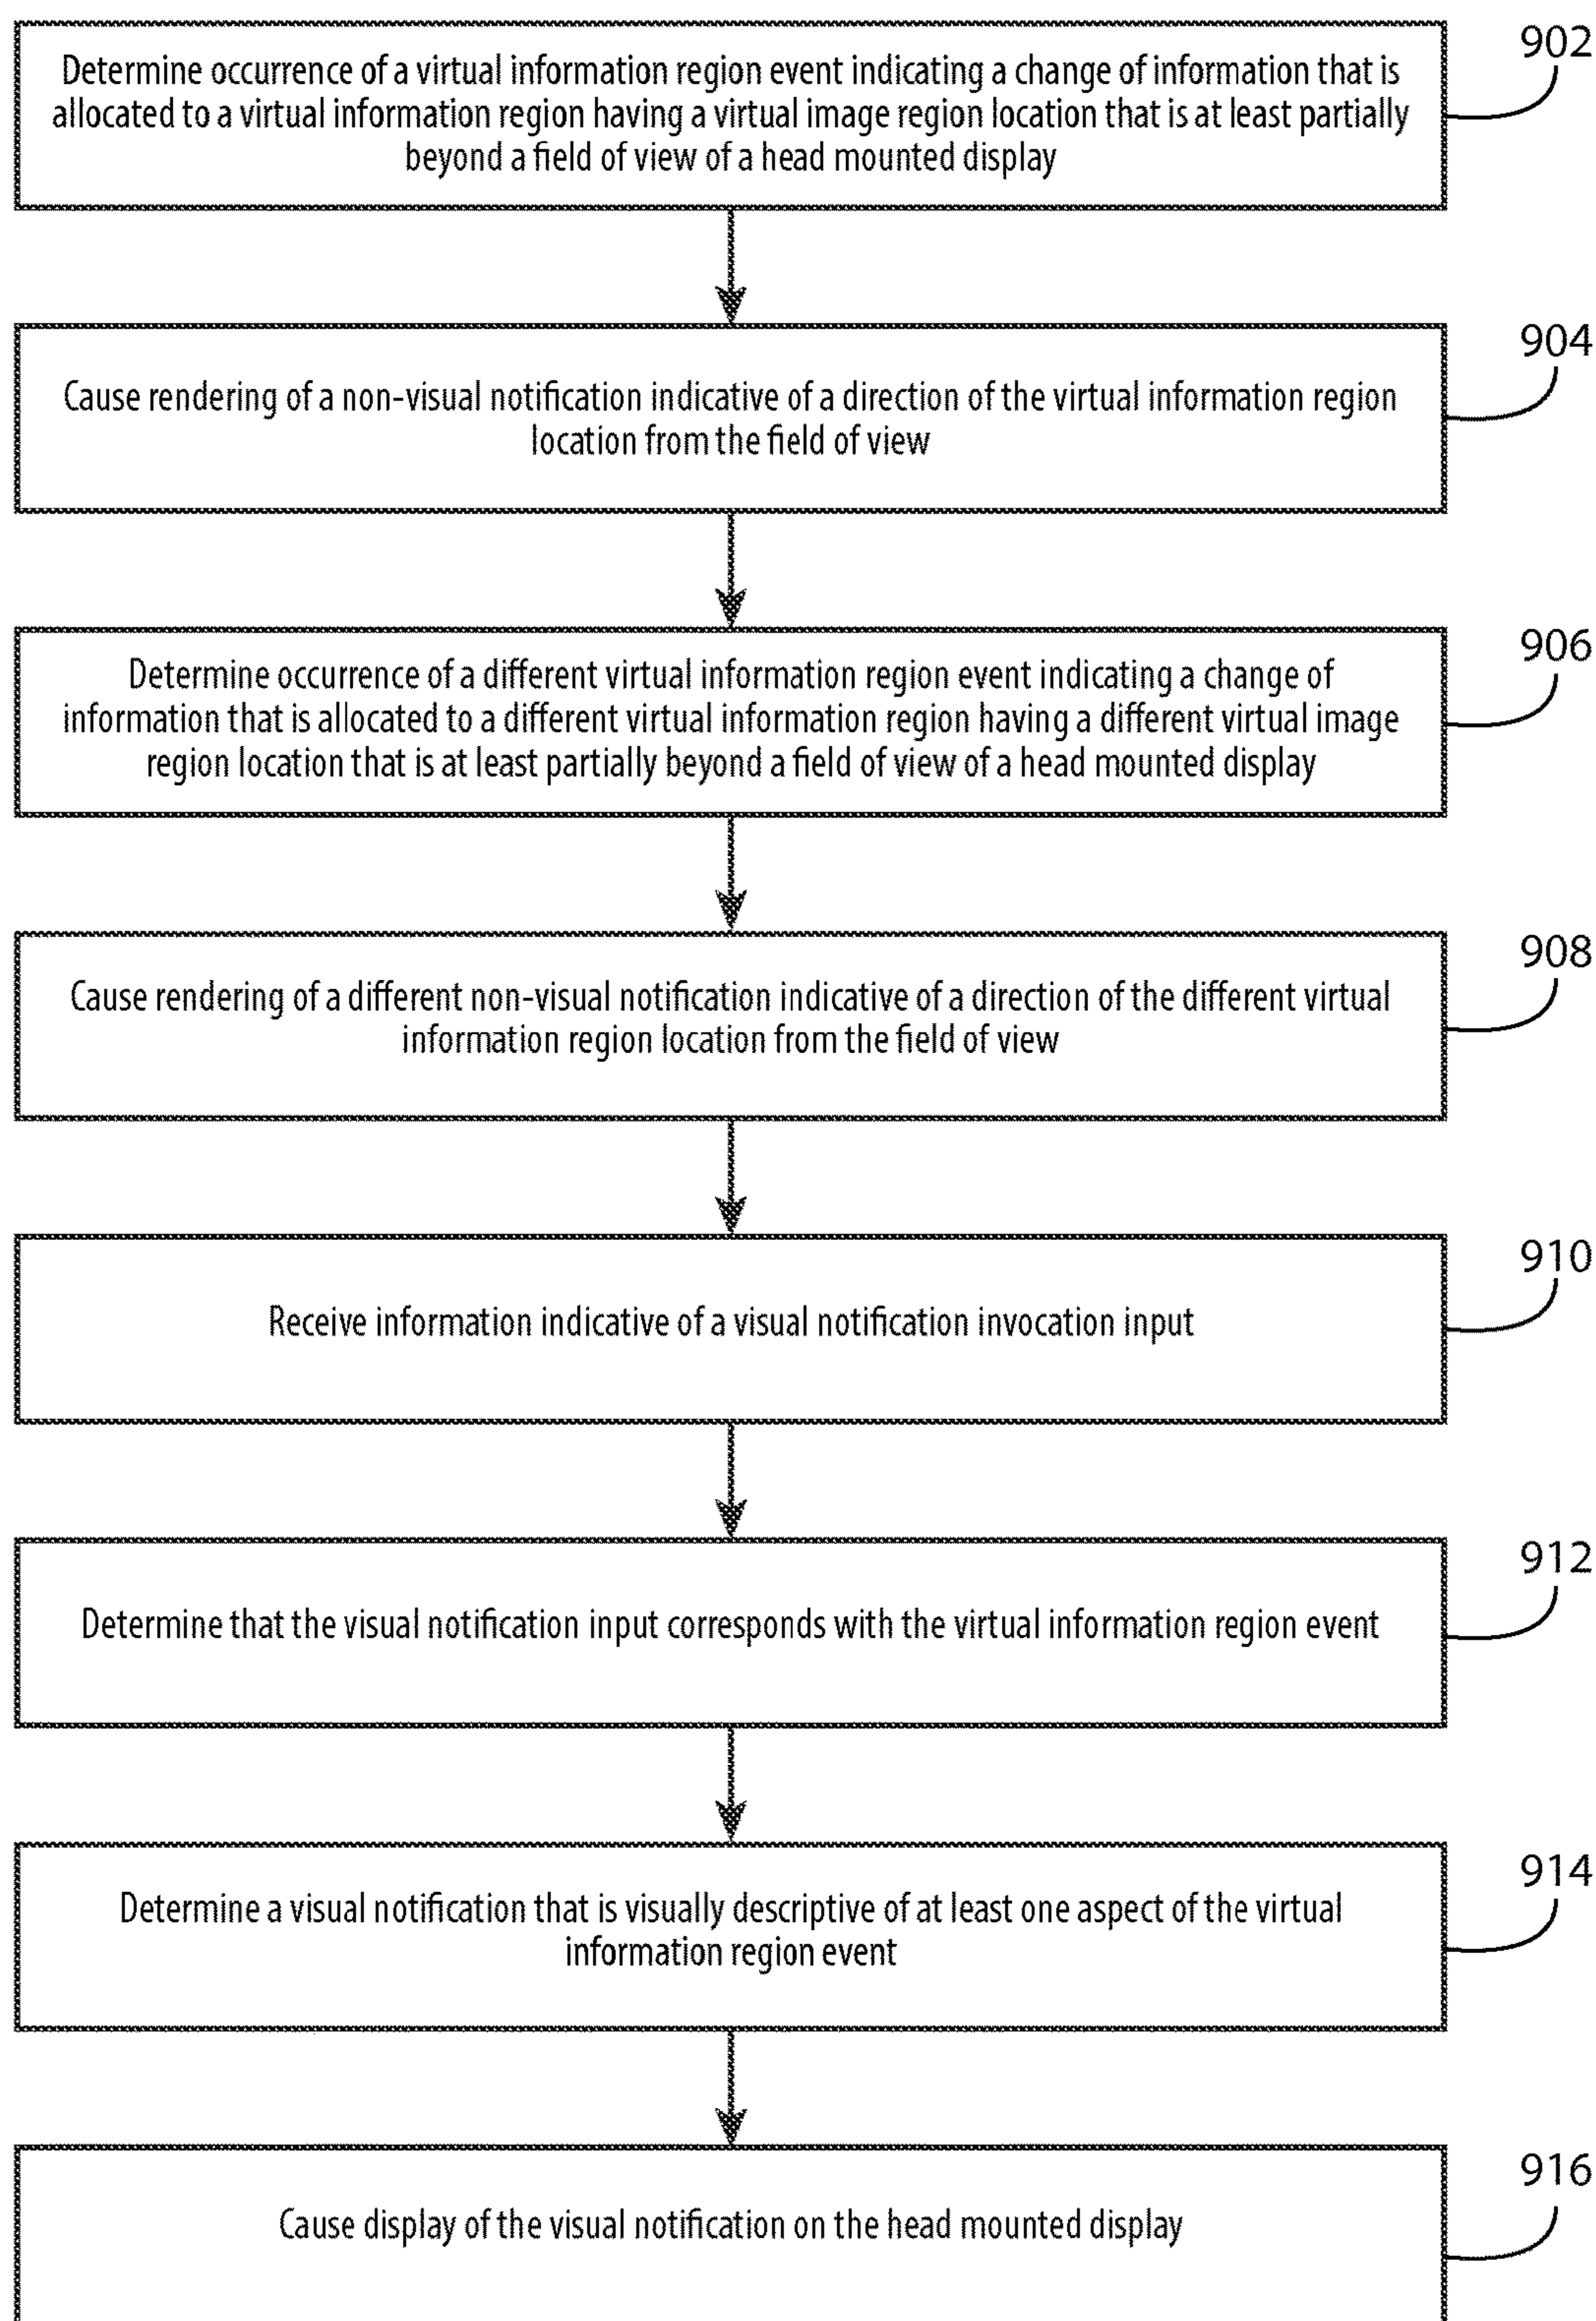 902
Determine occurrence of a virtual information region event indicating a change of information that is
allocated to a virtual information region having a virtual image region location that is at least partially
beyond a field of view of a head mounted display
904
Cause rendering of a non-visual notification indicative of a direction of the virtual information region
location from the field of view
906
Determine occurrence of a different virtual information region event indicating a change of
information that is allocated to a different virtual information region having a different virtual image
region location that is at least partially beyond a field of view of a head mounted display
908
Cause rendering of a different non-visual notification indicative of a direction of the different virtual
information region location from the field of view
910
Receive information indicative of a visual notification invocation input
912
Determine that the visual notification input corresponds with the virtual information region event
914
Determine a visual notification that is visually descriptive of at least one aspect of the virtual
information region event
916
Cause display of the visual notification on the head mounted display